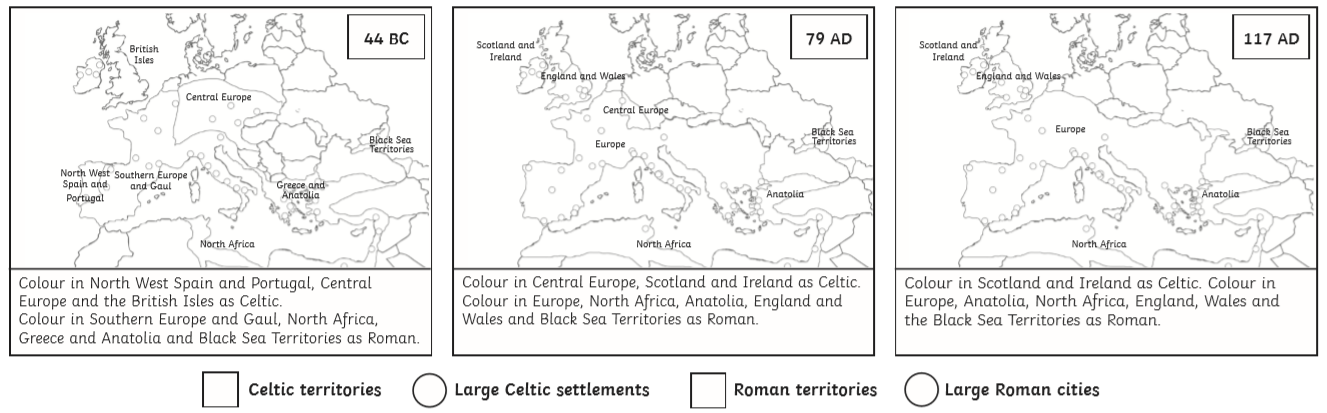 44 BC
British
Isles
Central Europe
Black Sea
Territories
North West
Spain and
Portugal
Southern Europe
and Gaul
Greece and
Anatolia
North Africa
Colour in North West Spain and Portugal, Central
Europe and the British Isles as Celtic.
Colour in Southern Europe and Gaul, North Africa,
Greece and Anatolia and Black Sea Territories as Roman.
79 AD
Scotland and
Ireland
England and Wales
Central Europe
Europe
Black Sea
Territories
Anatolia
North Africa
Colour in Central Europe, Scotland and Ireland as Celtic.
Colour in Europe, North Africa, Anatolia, England and
Wales and Black Sea Territories as Roman.
117 AD
Scotland and
Ireland
England and Wales
Europe
Black Sea
Territories
Anatolia
North Africa
Colour in Scotland and Ireland as Celtic. Colour in
Europe, Anatolia, North Africa, England, Wales and
the Black Sea Territories as Roman.
Celtic territories
Large Celtic settlements
Roman territories
Large Roman cities